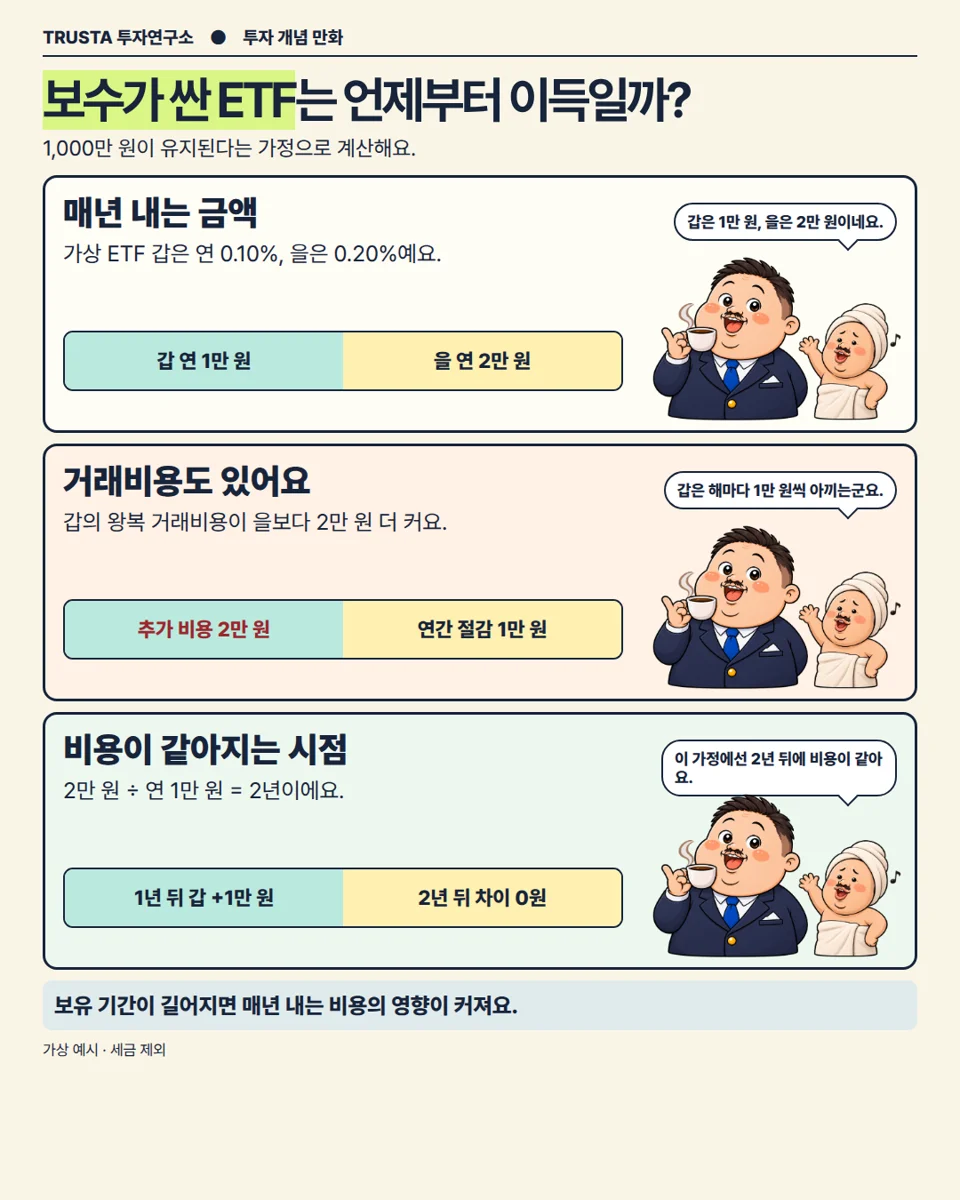 TRUSTA 투자연구소 ● 투자 개념 만화
보수가 싼 ETF는 언제부터 이득일까?
1,000만 원이 유지된다는 가정으로 계산해요.
매년 내는 금액
가상 ETF 갑은 연 0.10%, 을은 0.20%예요.
갑은 1만 원, 을은 2만 원이네요.
갑 연 1만 원
을 연 2만 원
거래비용도 있어요
갑의 왕복 거래비용이 을보다 2만 원 더 커요.
갑은 해마다 1만 원씩 아끼는군요.
추가 비용 2만 원
연간 절감 1만 원
비용이 같아지는 시점
2만 원 ÷ 연 1만 원 = 2년이에요.
이 가정에선 2년 뒤에 비용이 같아
요.
1년 뒤 갑 +1만 원
2년 뒤 차이 0원
보유 기간이 길어지면 매년 내는 비용의 영향이 커져요.
가상 예시 · 세금 제외